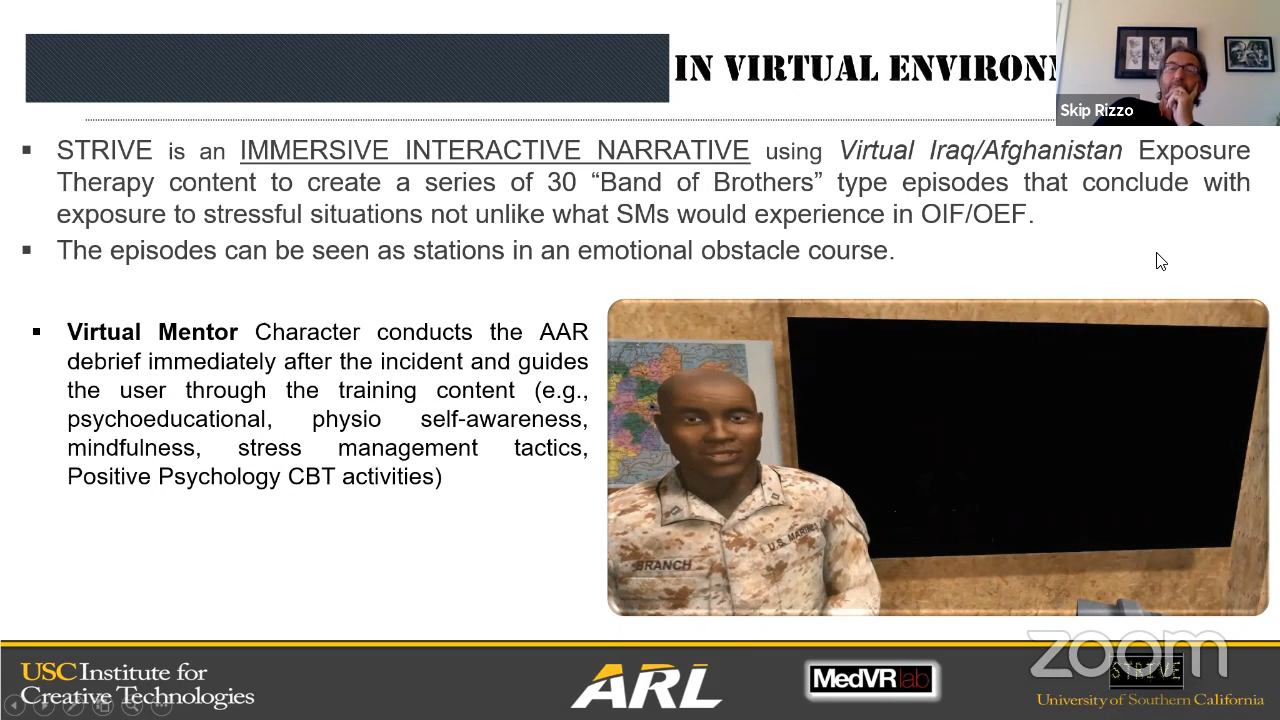 IN VIRTUAL ENVIRONM
Skip Rizzo
▪ STRIVE is an IMMERSIVE INTERACTIVE NARRATIVE using Virtual Iraq/Afghanistan Exposure
Therapy content to create a series of 30 “Band of Brothers” type episodes that conclude with
exposure to stressful situations not unlike what SMs would experience in OIF/OEF.
▪ The episodes can be seen as stations in an emotional obstacle course.
▪ Virtual Mentor Character conducts the AAR
debrief immediately after the incident and guides
the user through the training content (e.g.,
psychoeducational, physio self-awareness,
mindfulness, stress management tactics,
Positive Psychology CBT activities)
U.S. MARINES
BRANCH
USC Institute for
Creative Technologies
ARL
MedVR lab
zoom
STRIVE
University of Southern California